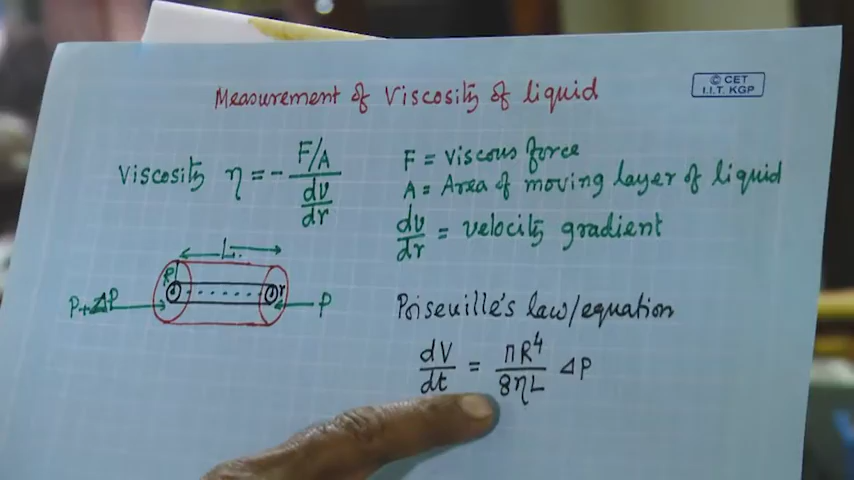 Measurement of Viscosity of liquid
© CET
I.I.T. KGP
Viscosity η = - F/A / dv/dr
F = Viscous force
A = Area of moving layer of liquid
dv/dr = velocity gradient
L
R
r
P+ΔP
P
Poiseuille's law/equation
dV/dt = πR⁴/8ηL ΔP